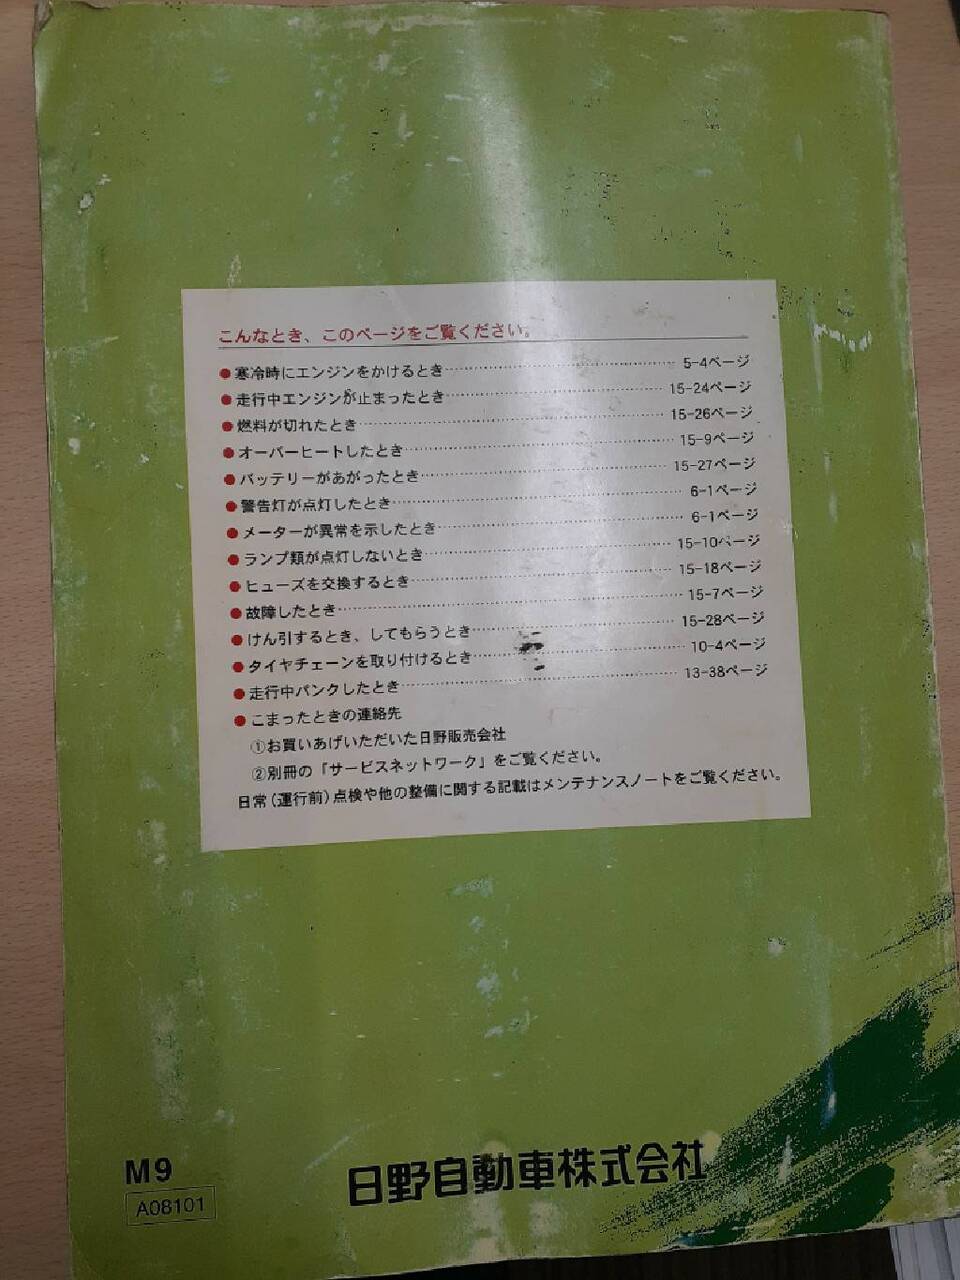 こんなとき、このページをご覧ください。
●寒冷時にエンジンをかけるとき 5-4ページ
●走行中エンジンが止まったとき 15-24ページ
●燃料が切れたとき 15-26ページ
●オーバーヒートしたとき 15-9ページ
●バッテリーがあがったとき 15-27ページ
●警告灯が点灯したとき 6-1ページ
●メーターが異常を示したとき 6-1ページ
●ランプ類が点灯しないとき 15-10ページ
●ヒューズを交換するとき 15-18ページ
●故障したとき 15-7ページ
●けん引するとき、してもらうとき 15-28ページ
●タイヤチェーンを取り付けるとき 10-4ページ
●走行中パンクしたとき 13-38ページ
●こまったときの連絡先
①お買いあげいただいた日野販売会社
②別冊の「サービスネットワーク」をご覧ください。
日常(運行前)点検や他の整備に関する記載はメンテナンスノートをご覧ください。
M9
A08101
日野自動車株式会社